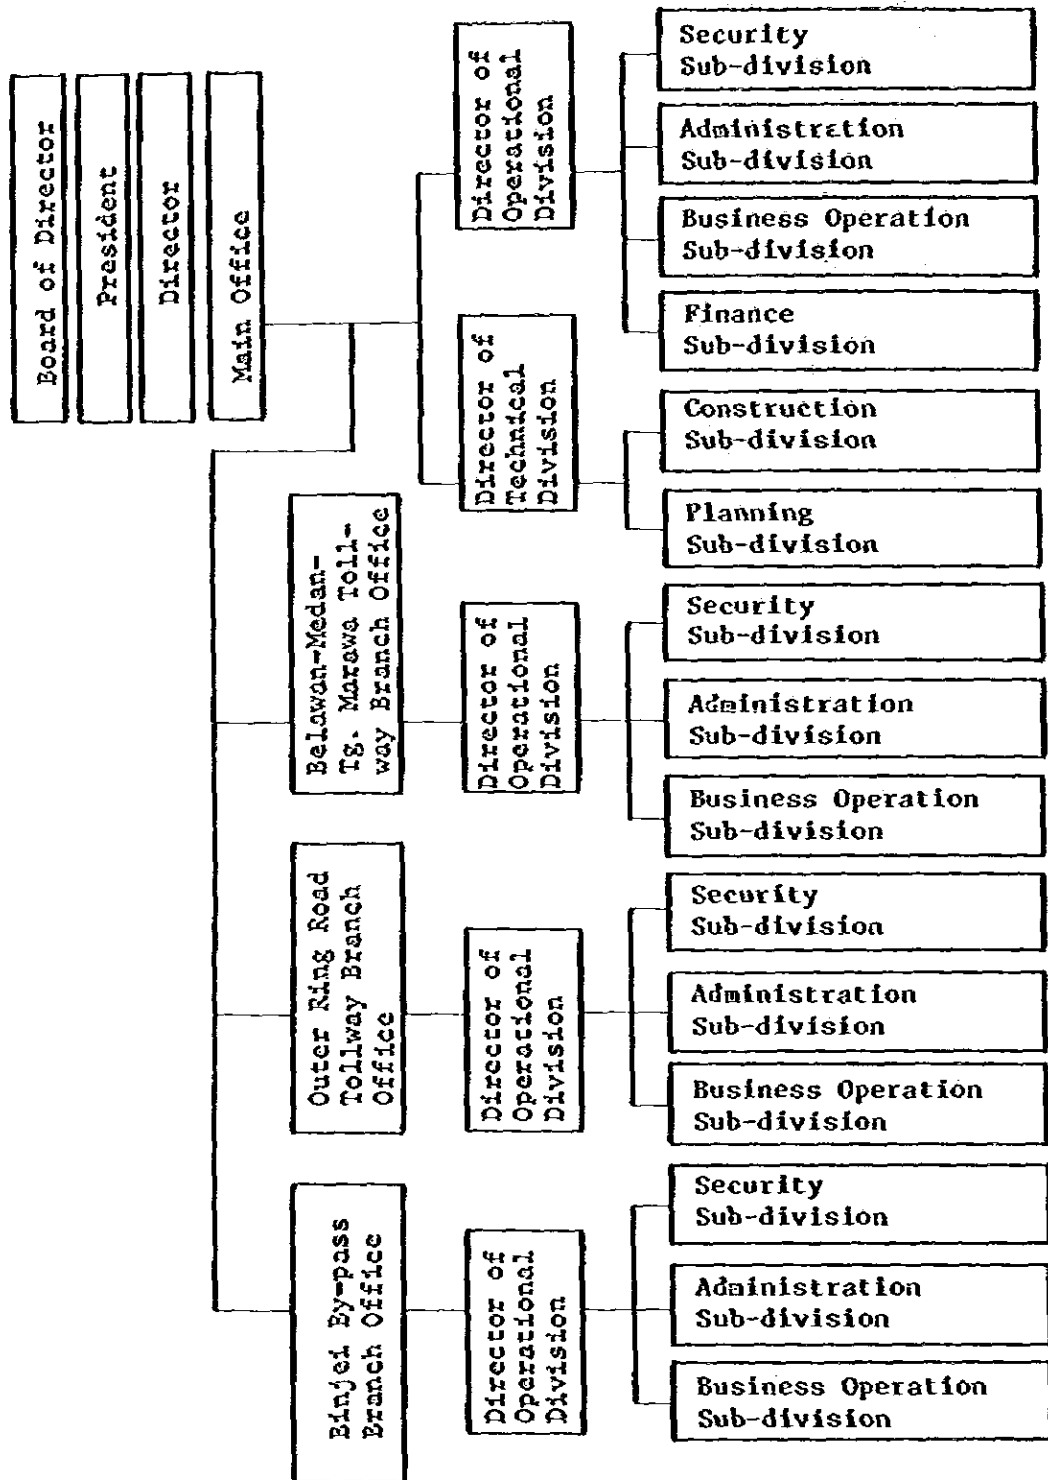 Board of Director
President
Director
Main Office
Director of
Operational
Division
Security
Sub-division
Administration
Sub-division
Business Operation
Sub-division
Finance
Sub-division
Director of
Technical
Division
Construction
Sub-division
Planning
Sub-division
Belawan-Medan-
Tg. Marawa Toll-
way Branch Office
Director of
Operational
Division
Security
Sub-division
Administration
Sub-division
Business Operation
Sub-division
Outer Ring Road
Tollway Branch
Office
Director of
Operational
Division
Security
Sub-division
Administration
Sub-division
Business Operation
Sub-division
Binjei By-pass
Branch Office
Director of
Operational
Division
Security
Sub-division
Administration
Sub-division
Business Operation
Sub-division